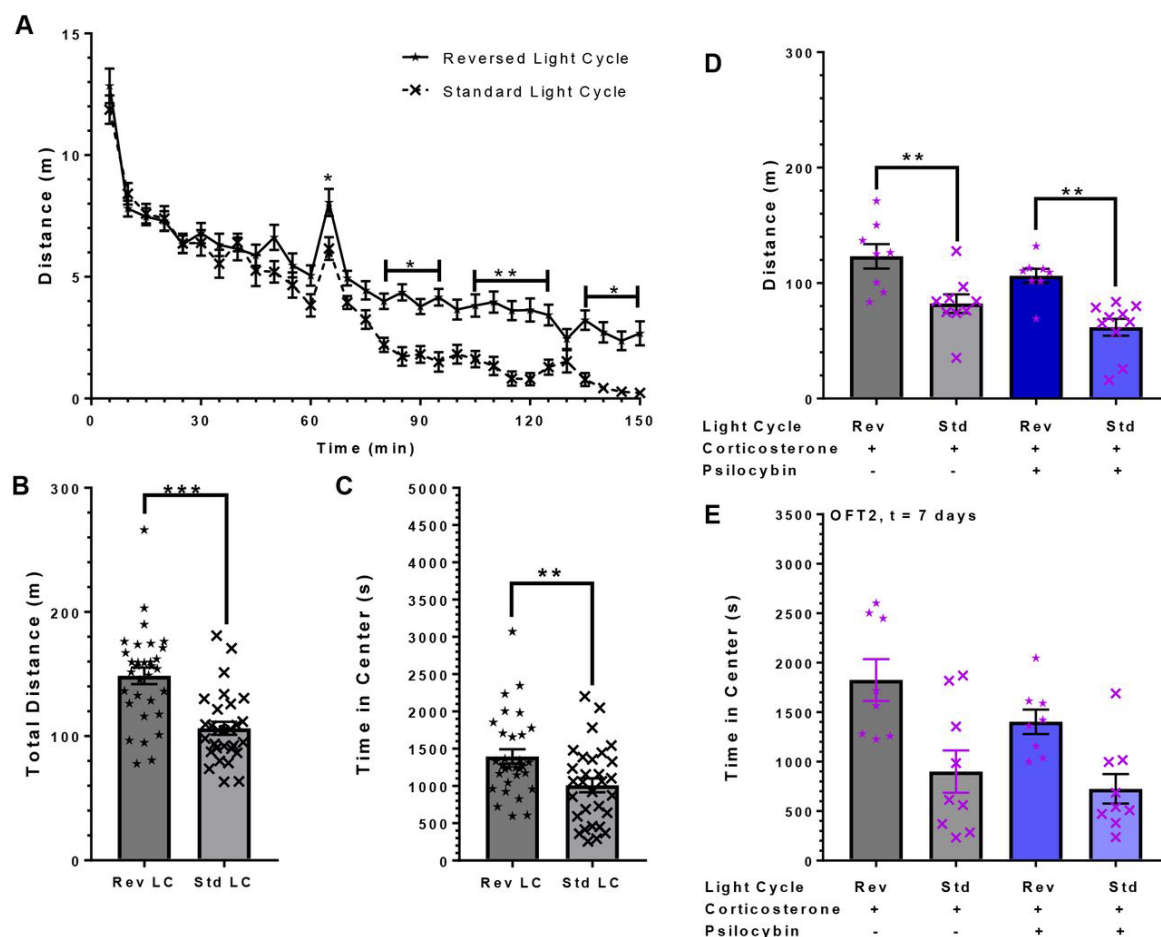 A
15
10
5
0
Distance (m)
Reversed Light Cycle
Standard Light Cycle
*
*
**
*
0 30 60 90 120 150
Time (min)
B
300
200
100
0
Total Distance (m)
***
Rev LC Std LC
C
5000
4500
4000
3500
3000
2500
2000
1500
1000
500
0
Time in Center (s)
**
Rev LC Std LC
D
300
200
100
0
Distance (m)
**
**
Light Cycle Rev Std Rev Std
Corticosterone + + + +
Psilocybin - - + +
E
OFT2, t = 7 days
3500
3000
2500
2000
1500
1000
500
0
Time in Center (s)
Light Cycle Rev Std Rev Std
Corticosterone + + + +
Psilocybin - - + +